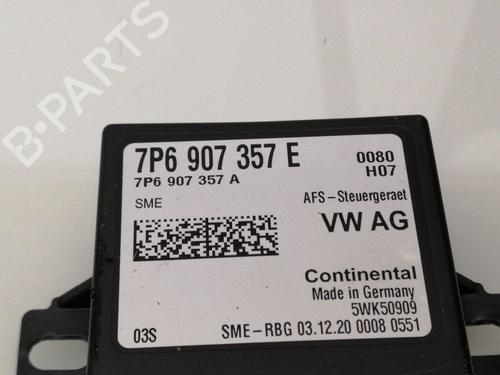 B-PARTS
7P6 907 357 E
0080
7P6 907 357 A
H07
SME
AFS-Steuergeraet
VW AG
Continental
Made in Germany
5WK50909
03S
SME-RBG 03.12.20 0008 0551